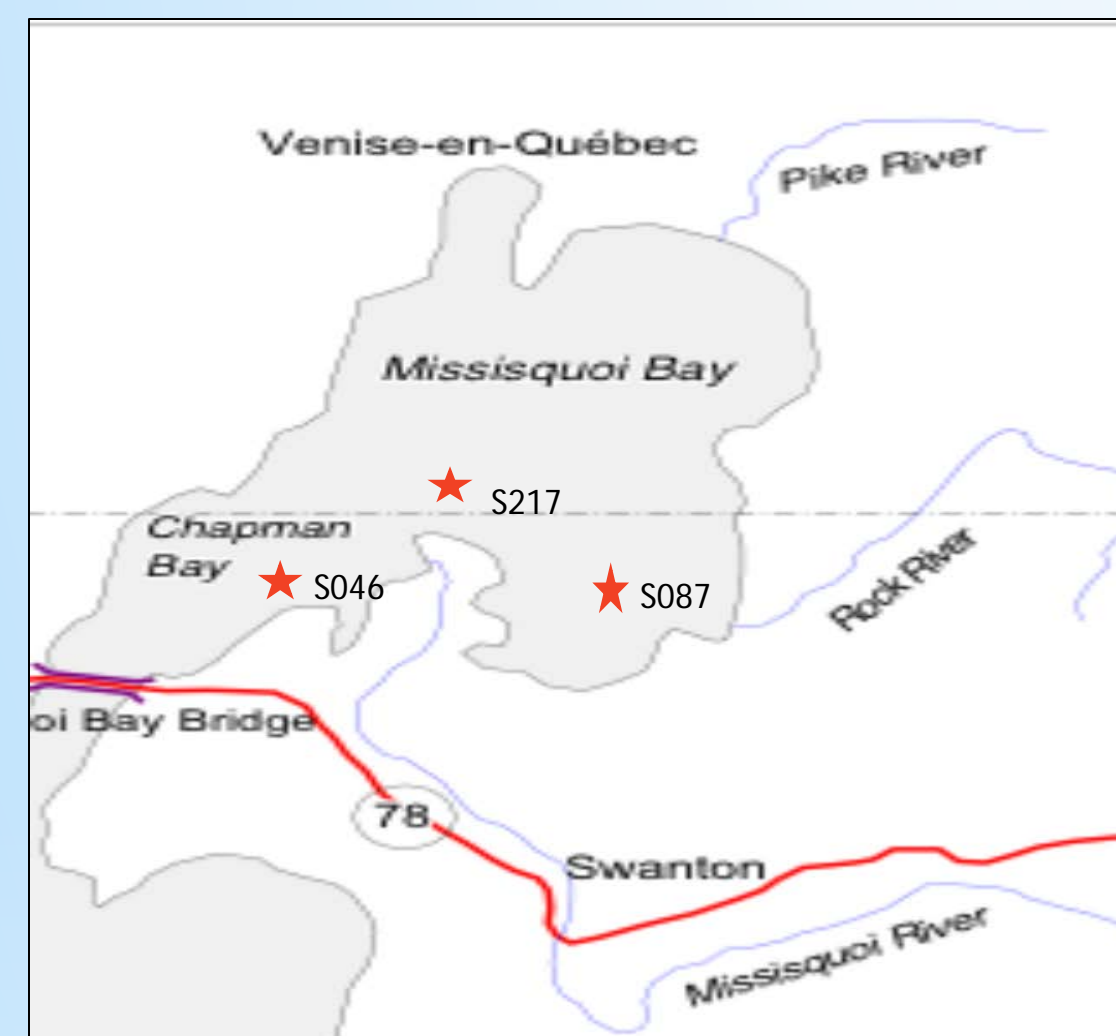 Venise-en-Québec
Pike River
Missisquoi Bay
S217
Chapman
Bay
S046
S087
Rock River
oi Bay Bridge
78
Swanton
Missisquoi River